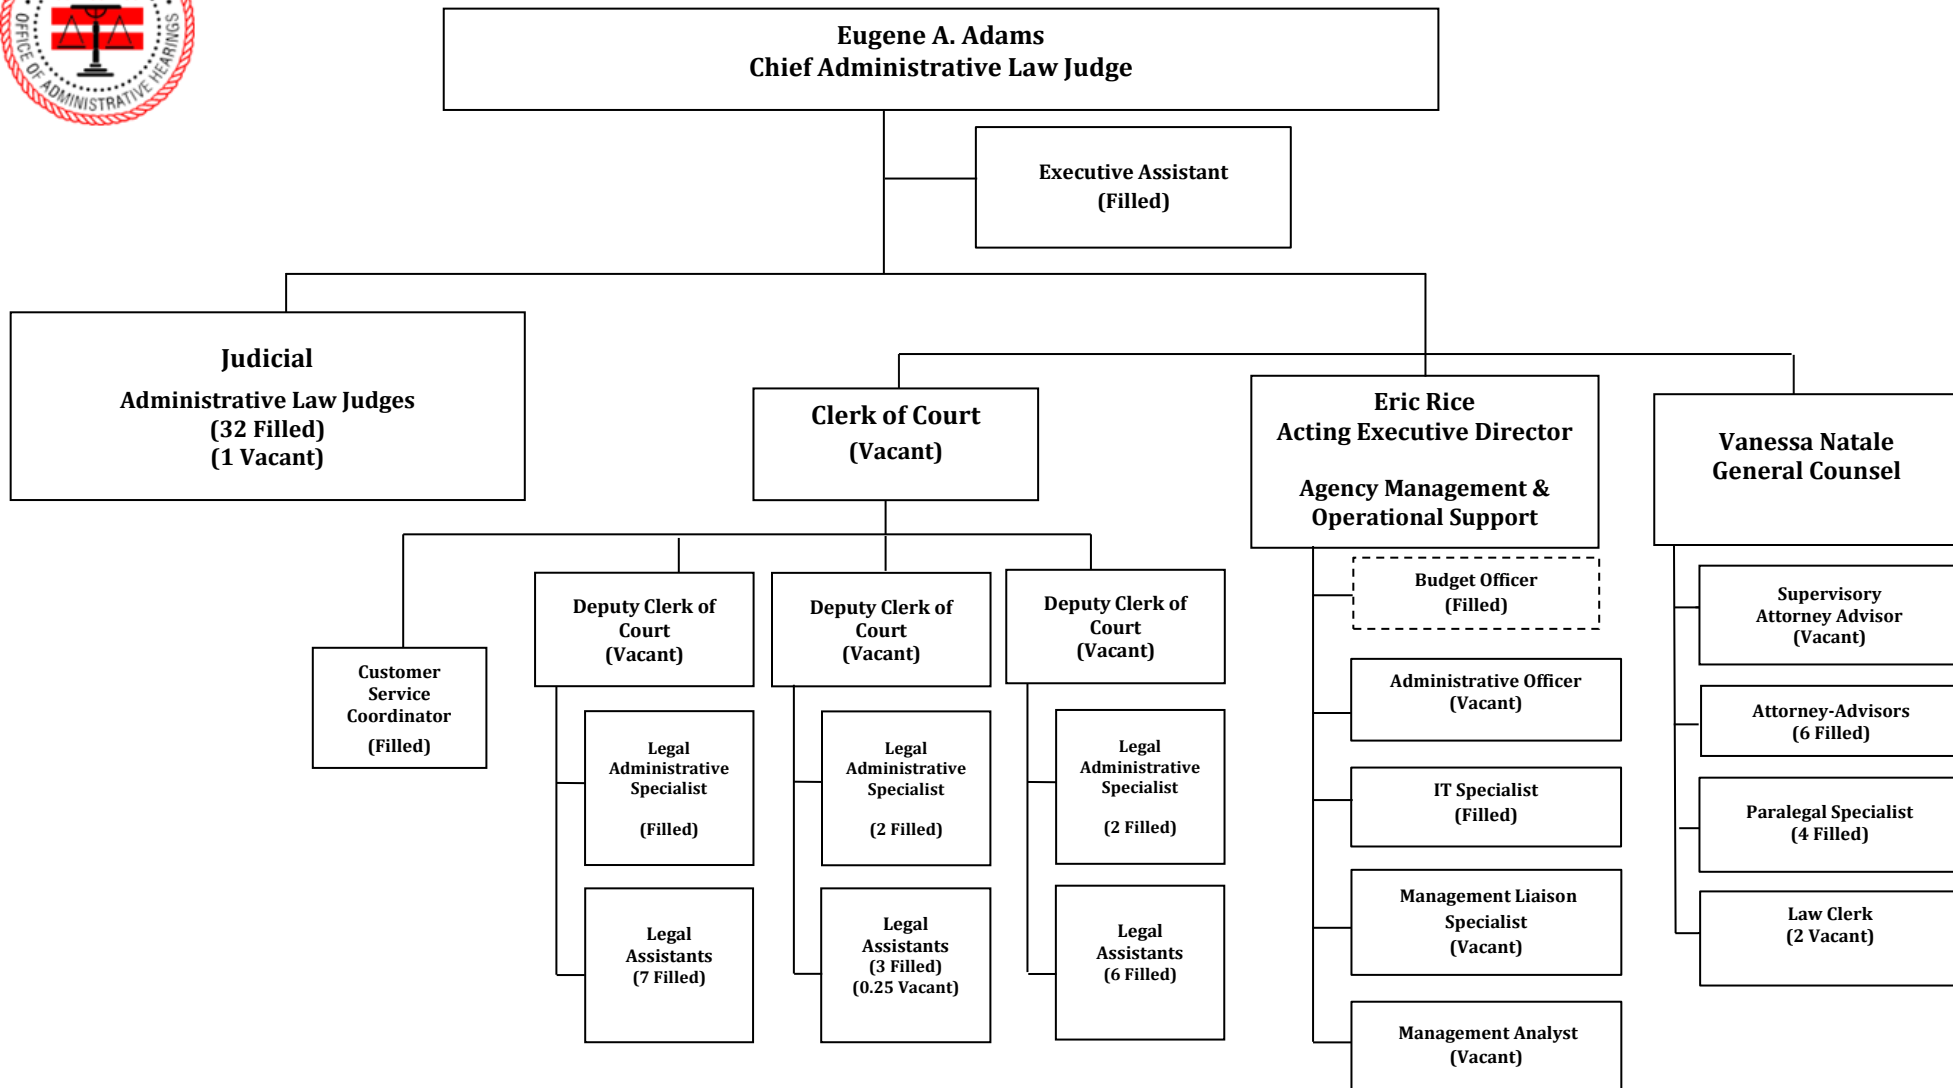 OFFICE OF ADMINISTRATIVE HEARINGS
Eugene A. Adams
Chief Administrative Law Judge
Executive Assistant
(Filled)
Judicial
Administrative Law Judges
(32 Filled)
(1 Vacant)
Clerk of Court
(Vacant)
Eric Rice
Acting Executive Director
Agency Management &
Operational Support
Vanessa Natale
General Counsel
Customer
Service
Coordinator
(Filled)
Deputy Clerk of
Court
(Vacant)
Legal
Administrative
Specialist
(Filled)
Legal
Assistants
(7 Filled)
Deputy Clerk of
Court
(Vacant)
Legal
Administrative
Specialist
(2 Filled)
Legal
Assistants
(3 Filled)
(0.25 Vacant)
Deputy Clerk of
Court
(Vacant)
Legal
Administrative
Specialist
(2 Filled)
Legal
Assistants
(6 Filled)
Budget Officer
(Filled)
Administrative Officer
(Vacant)
IT Specialist
(Filled)
Management Liaison
Specialist
(Vacant)
Management Analyst
(Vacant)
Supervisory
Attorney Advisor
(Vacant)
Attorney-Advisors
(6 Filled)
Paralegal Specialist
(4 Filled)
Law Clerk
(2 Vacant)